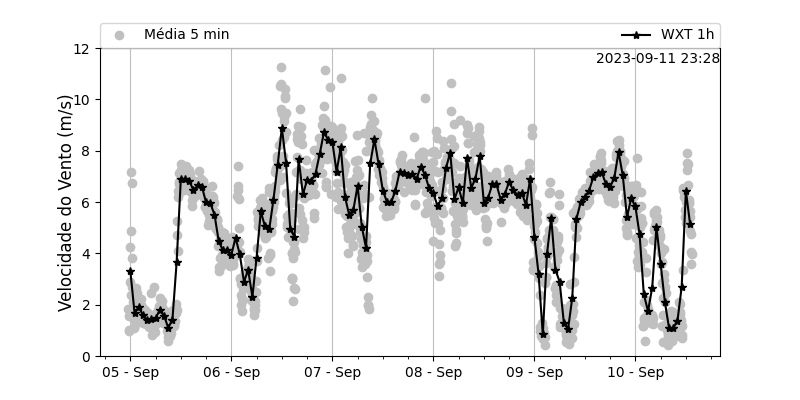 Média 5 min
WXT 1h
2023-09-11 23:28
Velocidade do Vento (m/s)
12
10
8
6
4
2
0
05 - Sep
06 - Sep
07 - Sep
08 - Sep
09 - Sep
10 - Sep